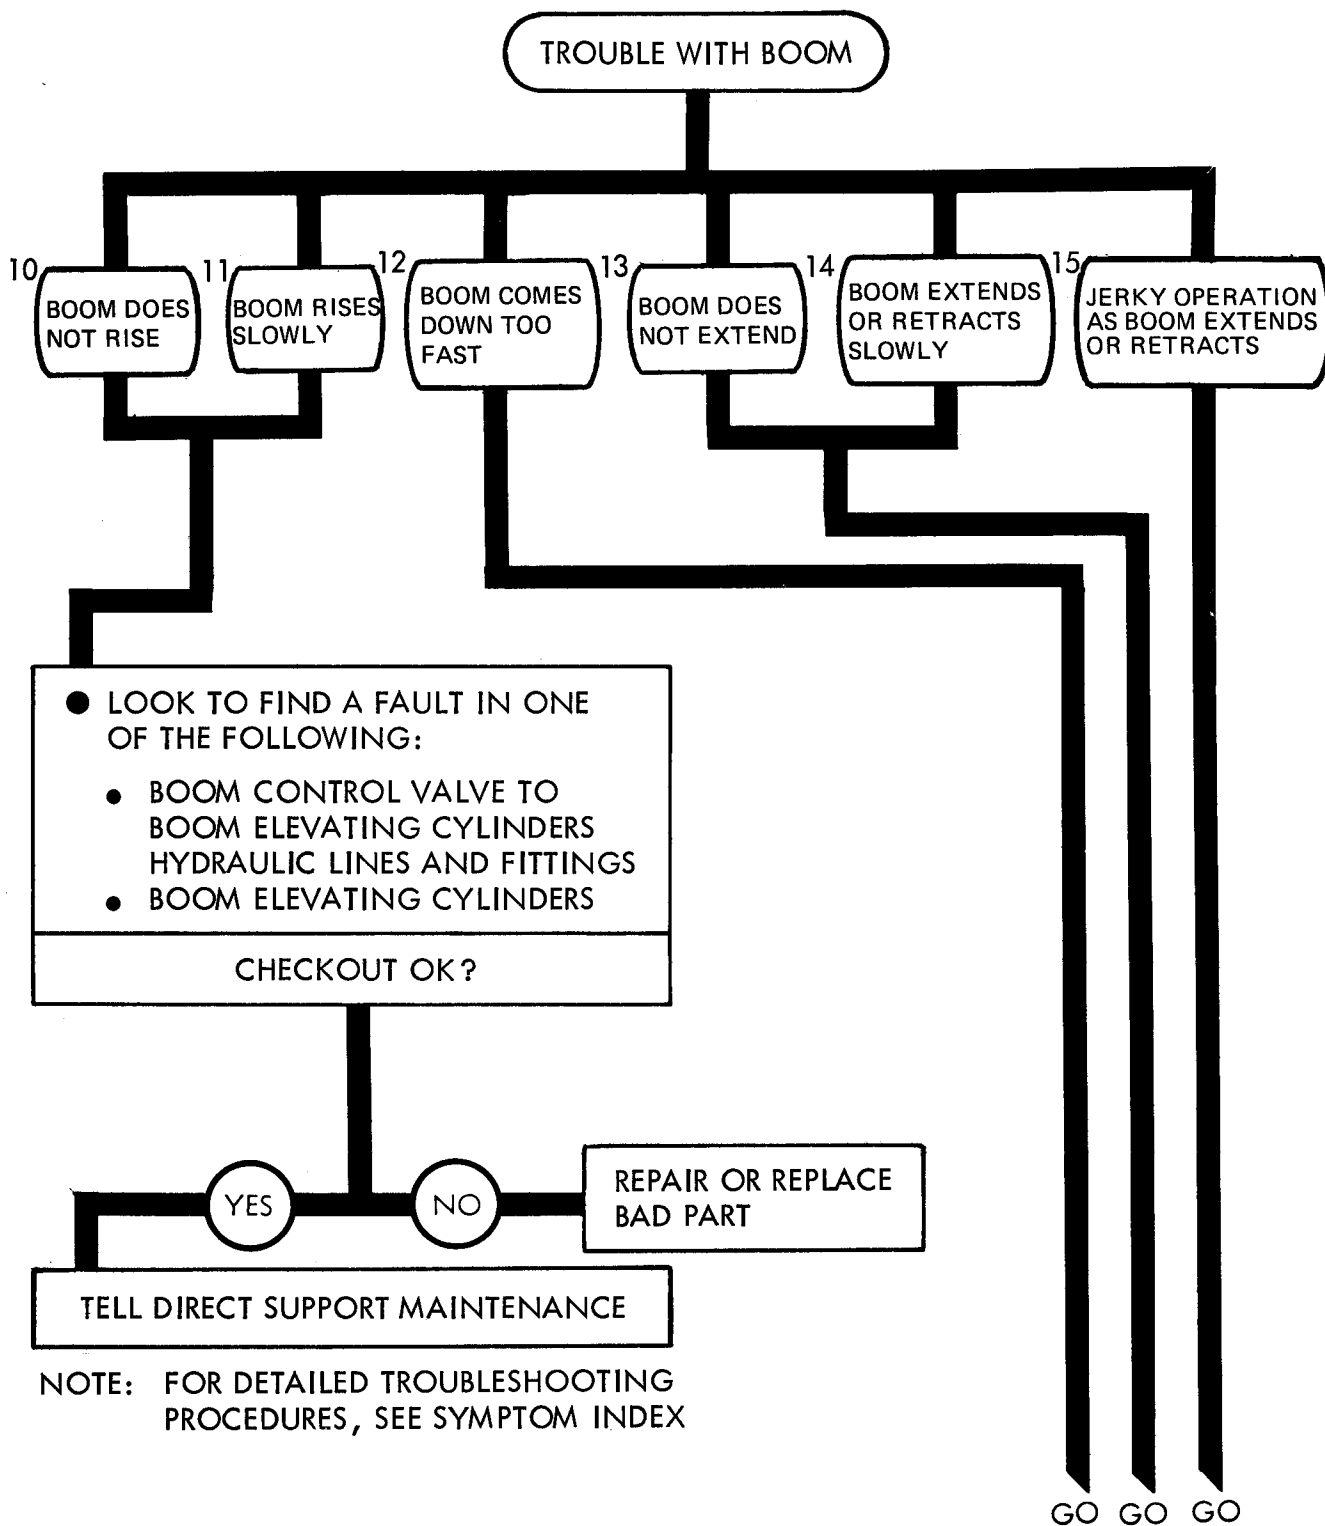 TROUBLE WITH BOOM
10
BOOM DOES
NOT RISE
11
BOOM RISES
SLOWLY
12
BOOM COMES
DOWN TOO
FAST
13
BOOM DOES
NOT EXTEND
14
BOOM EXTENDS
OR RETRACTS
SLOWLY
15
JERKY OPERATION
AS BOOM EXTENDS
OR RETRACTS
● LOOK TO FIND A FAULT IN ONE
OF THE FOLLOWING:
● BOOM CONTROL VALVE TO
BOOM ELEVATING CYLINDERS
HYDRAULIC LINES AND FITTINGS
● BOOM ELEVATING CYLINDERS
CHECKOUT OK?
YES
NO
REPAIR OR REPLACE
BAD PART
TELL DIRECT SUPPORT MAINTENANCE
NOTE: FOR DETAILED TROUBLESHOOTING
PROCEDURES, SEE SYMPTOM INDEX
GO GO GO